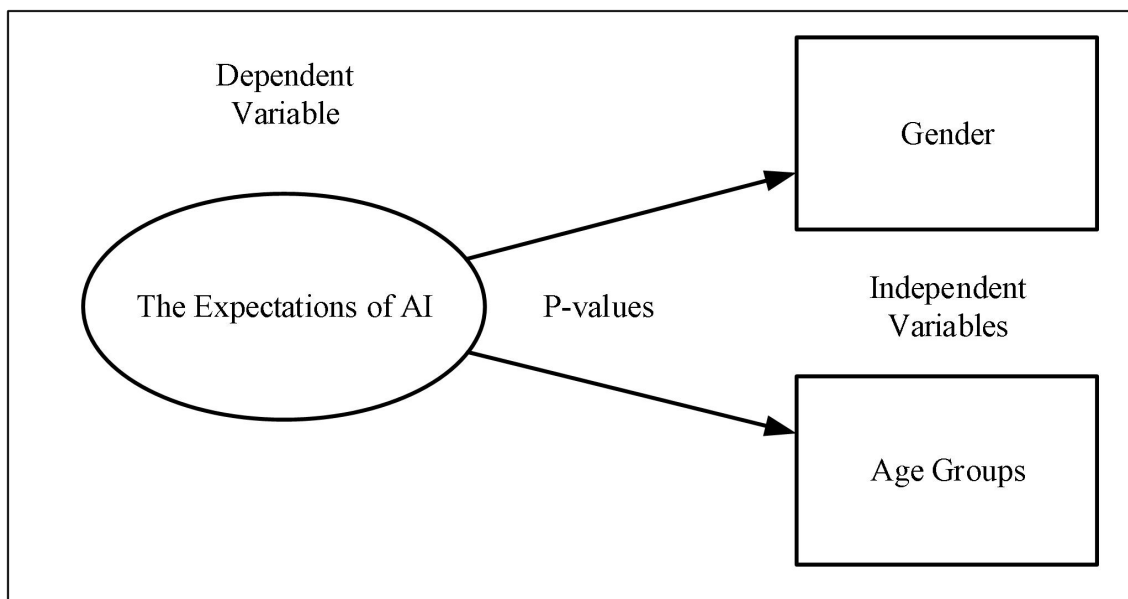 Dependent
Variable
Gender
The Expectations of AI
P-values
Independent
Variables
Age Groups